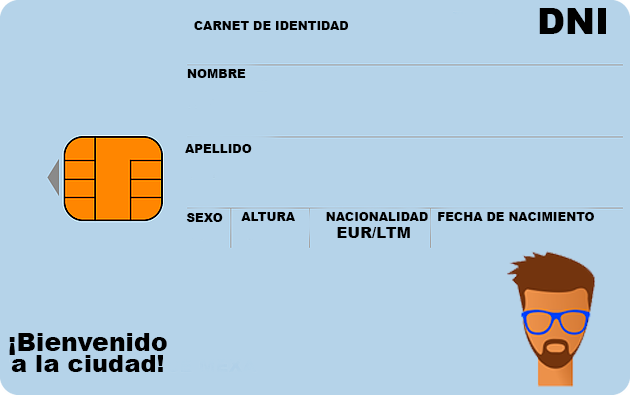 CARNET DE IDENTIDAD
DNI
NOMBRE
APELLIDO
SEXO
ALTURA
NACIONALIDAD
EUR/LTM
FECHA DE NACIMIENTO
¡Bienvenido
a la ciudad!